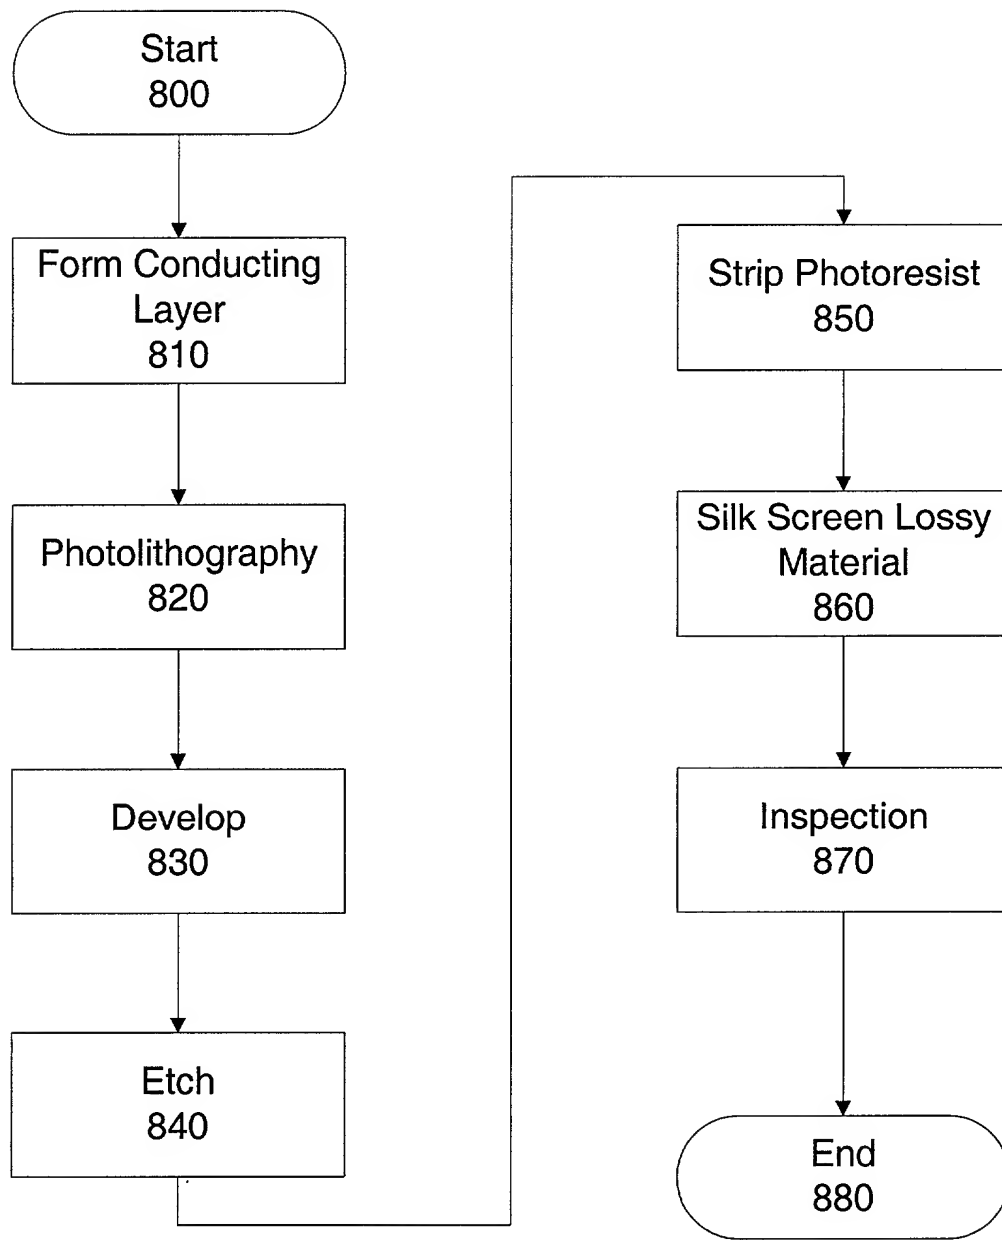 Start
800
Form Conducting
Layer
810
Photolithography
820
Develop
830
Etch
840
Strip Photoresist
850
Silk Screen Lossy
Material
860
Inspection
870
End
880